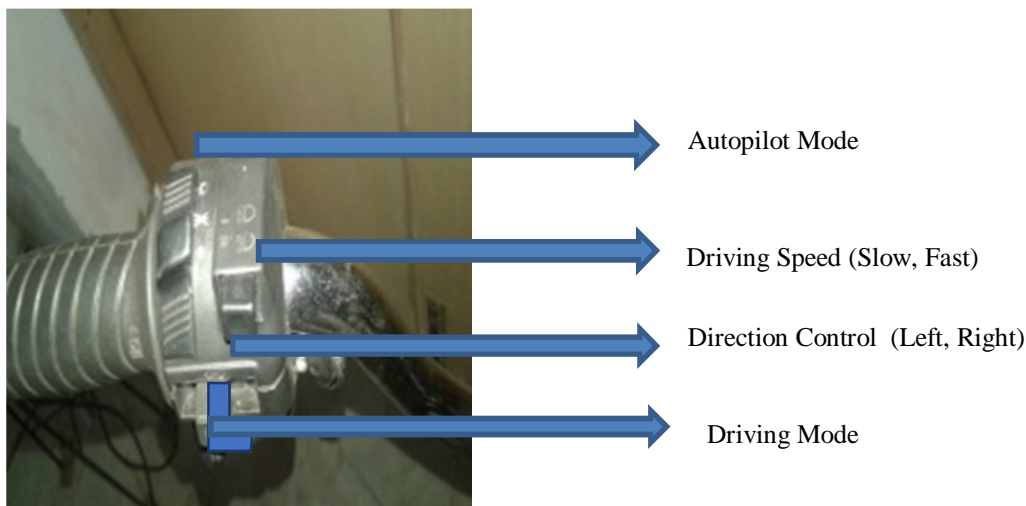 Autopilot Mode
Driving Speed (Slow, Fast)
Direction Control  (Left, Right)
Driving Mode